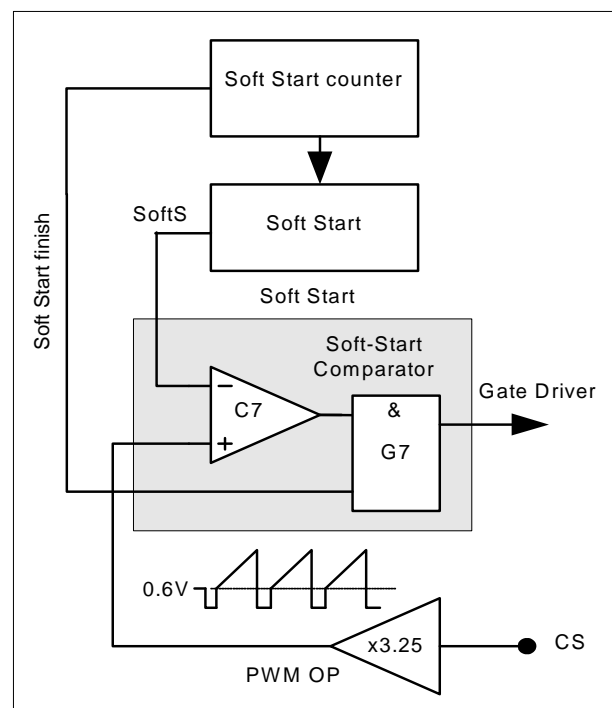 Soft Start counter
SoftS
Soft Start
Soft Start finish
Soft Start
Soft-Start
Comparator
Gate Driver
−
C7
+
&
G7
0.6V
x3.25
CS
PWM OP